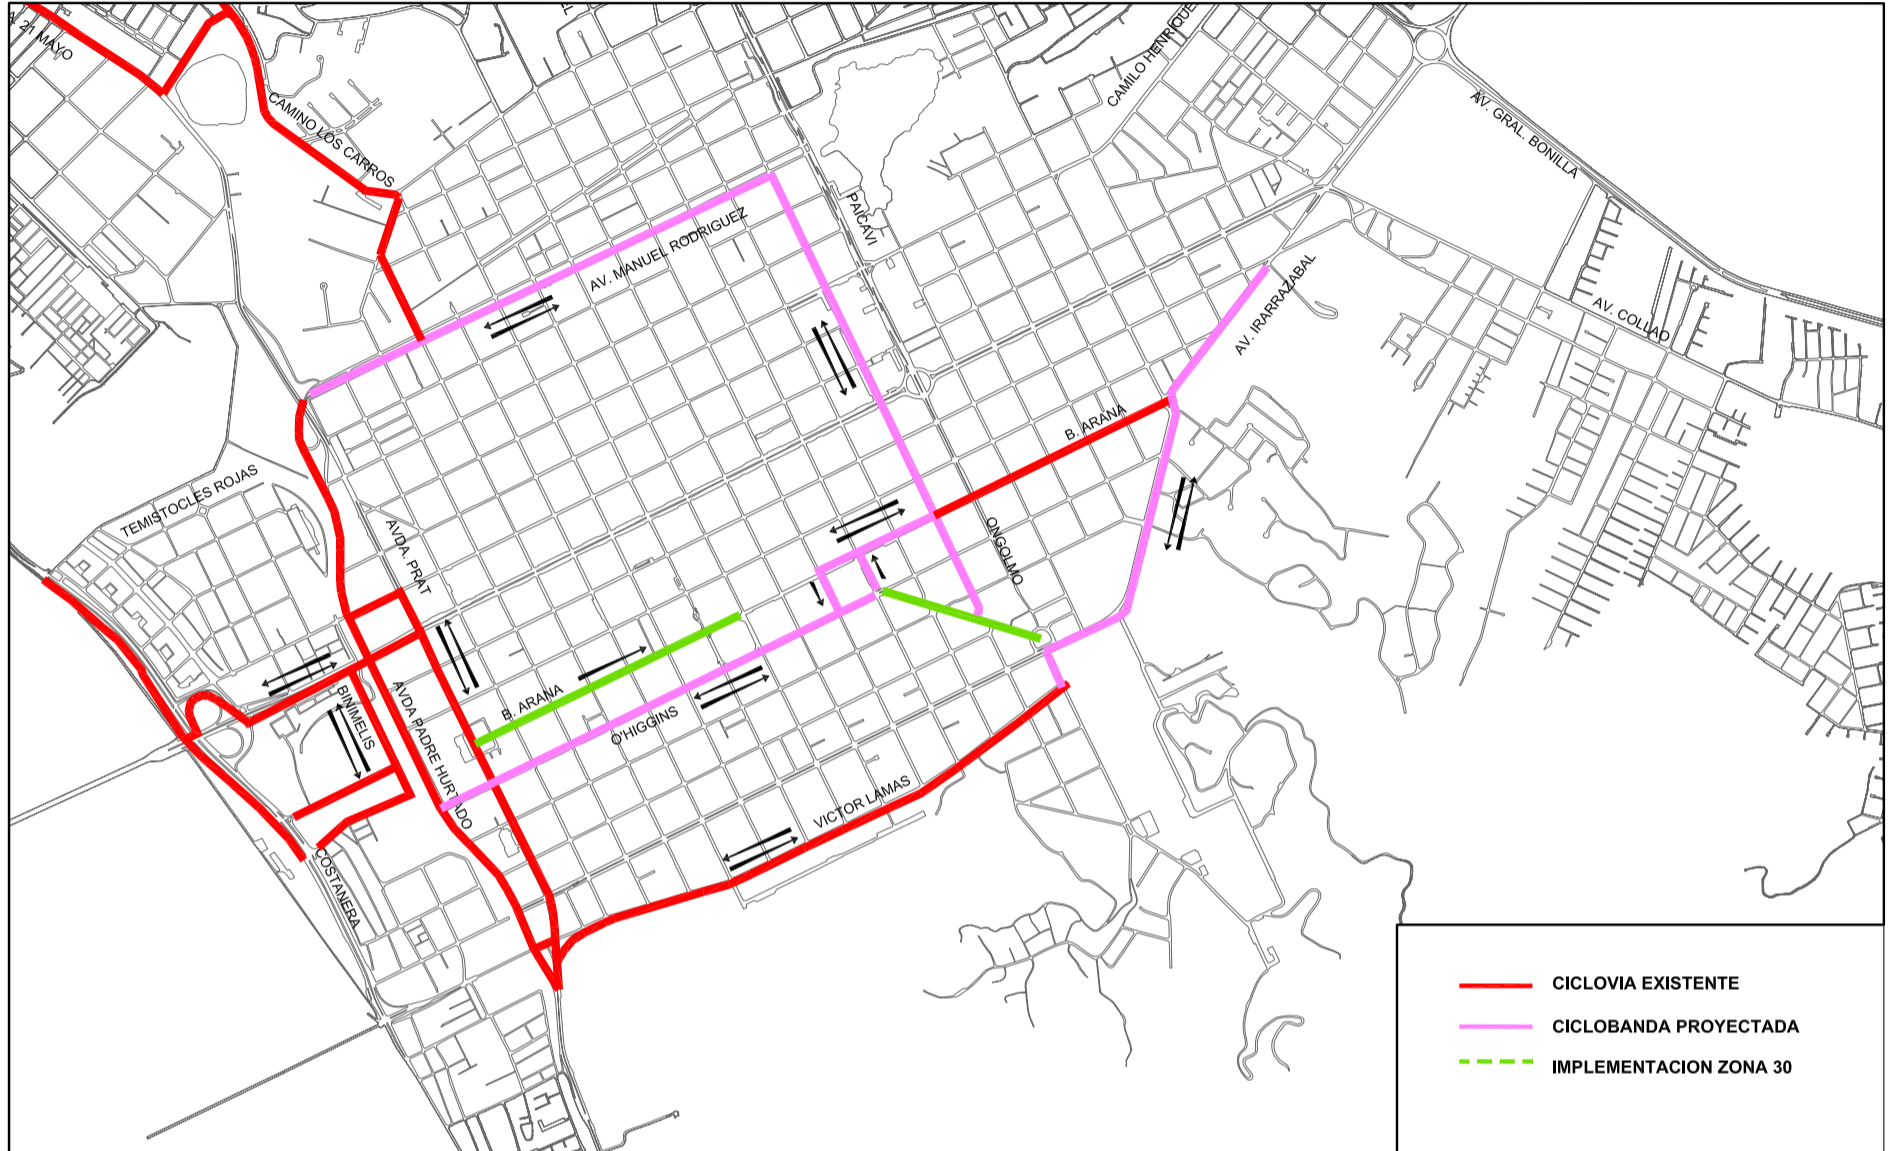 21 MAYO
CAMINO LOS CARROS
CAMILO HENRIQUE
AV. GRAL. BONILLA
PAICAVI
AV. MANUEL RODRIGUEZ
AV. IRARRAZABAL
AV. COLLAO
B. ARANA
TEMISTOCLES ROJAS
AVDA. PRAT
ONGOLMO
BINIMELIS
AVDA PADRE HURTADO
B. ARANA
O'HIGGINS
VICTOR LAMAS
COSTANERA
CICLOVIA EXISTENTE
CICLOBANDA PROYECTADA
IMPLEMENTACION ZONA 30